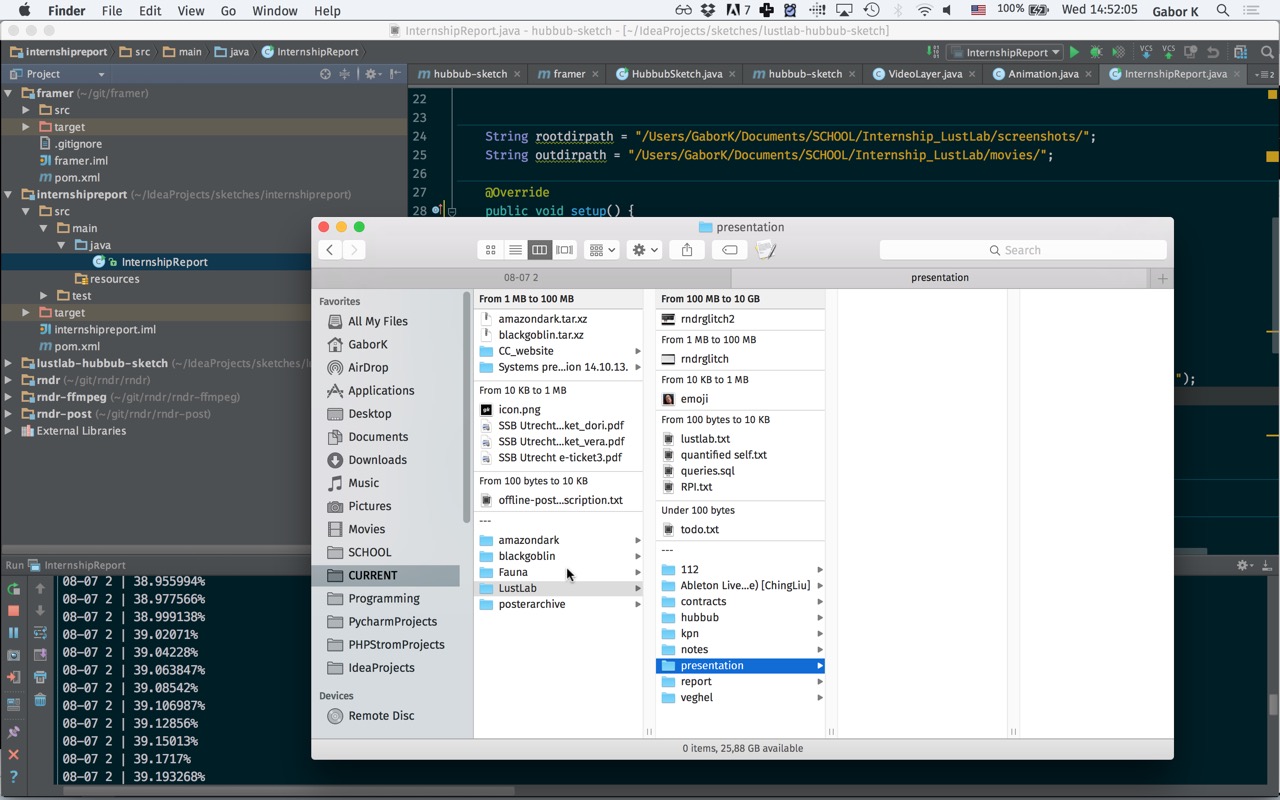 Finder File Edit View Go Window Help 7 100% Wed 14:52:05 Gabor K
InternshipReport.java - hubbub-sketch - [~/IdeaProjects/sketches/lustlab-hubbub-sketch]
internshipreport src main java InternshipReport InternshipReport VCS VCS
Project
hubbub-sketch framer HubbubSketch.java hubbub-sketch VideoLayer.java Animation.java InternshipReport.java 2
framer (~/git/framer)
src
target
.gitignore
framer.iml
pom.xml
internshipreport (~/IdeaProjects/sketches/internshipreport)
src
main
java
InternshipReport
resources
test
target
internshipreport.iml
pom.xml
lustlab-hubbub-sketch (~/IdeaProjects/sketches/l
rndr (~/git/rndr/rndr)
rndr-ffmpeg (~/git/rndr/rndr-ffmpeg)
rndr-post (~/git/rndr/rndr-post)
External Libraries
22
23
24 String rootdirpath = "/Users/GaborK/Documents/SCHOOL/Internship_LustLab/screenshots/";
25 String outdirpath = "/Users/GaborK/Documents/SCHOOL/Internship_LustLab/movies/";
26
27 @Override
28 public void setup() {
");
presentation
Search
08-07 2 presentation
Favorites
All My Files
GaborK
AirDrop
Applications
Desktop
Documents
Downloads
Music
Pictures
Movies
SCHOOL
CURRENT
Programming
PycharmProjects
PHPStromProjects
IdeaProjects
Devices
Remote Disc
From 1 MB to 100 MB
amazondark.tar.xz
blackgoblin.tar.xz
CC_website
Systems pre...ion 14.10.13.
From 10 KB to 1 MB
icon.png
SSB Utrecht...ket_dori.pdf
SSB Utrecht...ket_vera.pdf
SSB Utrecht e-ticket3.pdf
From 100 bytes to 10 KB
offline-post...scription.txt
---
amazondark
blackgoblin
Fauna
LustLab
posterarchive
From 100 MB to 10 GB
rndrglitch2
From 1 MB to 100 MB
rndrglitch
From 10 KB to 1 MB
emoji
From 100 bytes to 10 KB
lustlab.txt
quantified self.txt
queries.sql
RPI.txt
Under 100 bytes
todo.txt
---
112
Ableton Live...e) [ChingLiu]
contracts
hubbub
kpn
notes
presentation
report
veghel
0 items, 25,88 GB available
Run InternshipReport
08-07 2 | 38.955994%
08-07 2 | 38.977566%
08-07 2 | 38.999138%
08-07 2 | 39.02071%
08-07 2 | 39.04228%
08-07 2 | 39.063847%
08-07 2 | 39.08542%
08-07 2 | 39.106987%
08-07 2 | 39.12856%
08-07 2 | 39.15013%
08-07 2 | 39.1717%
08-07 2 | 39.193268%